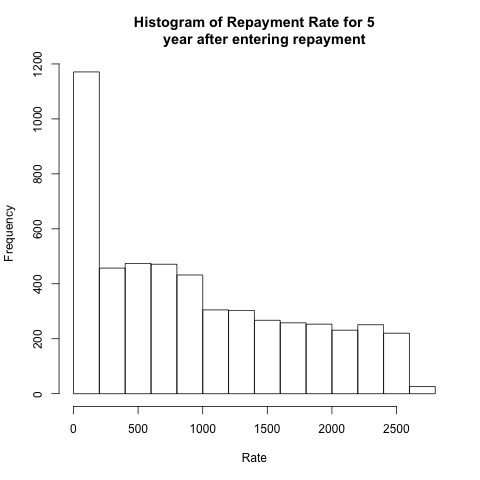 Histogram of Repayment Rate for 5
year after entering repayment
Frequency
1200
1000
800
600
400
200
0
0 500 1000 1500 2000 2500
Rate